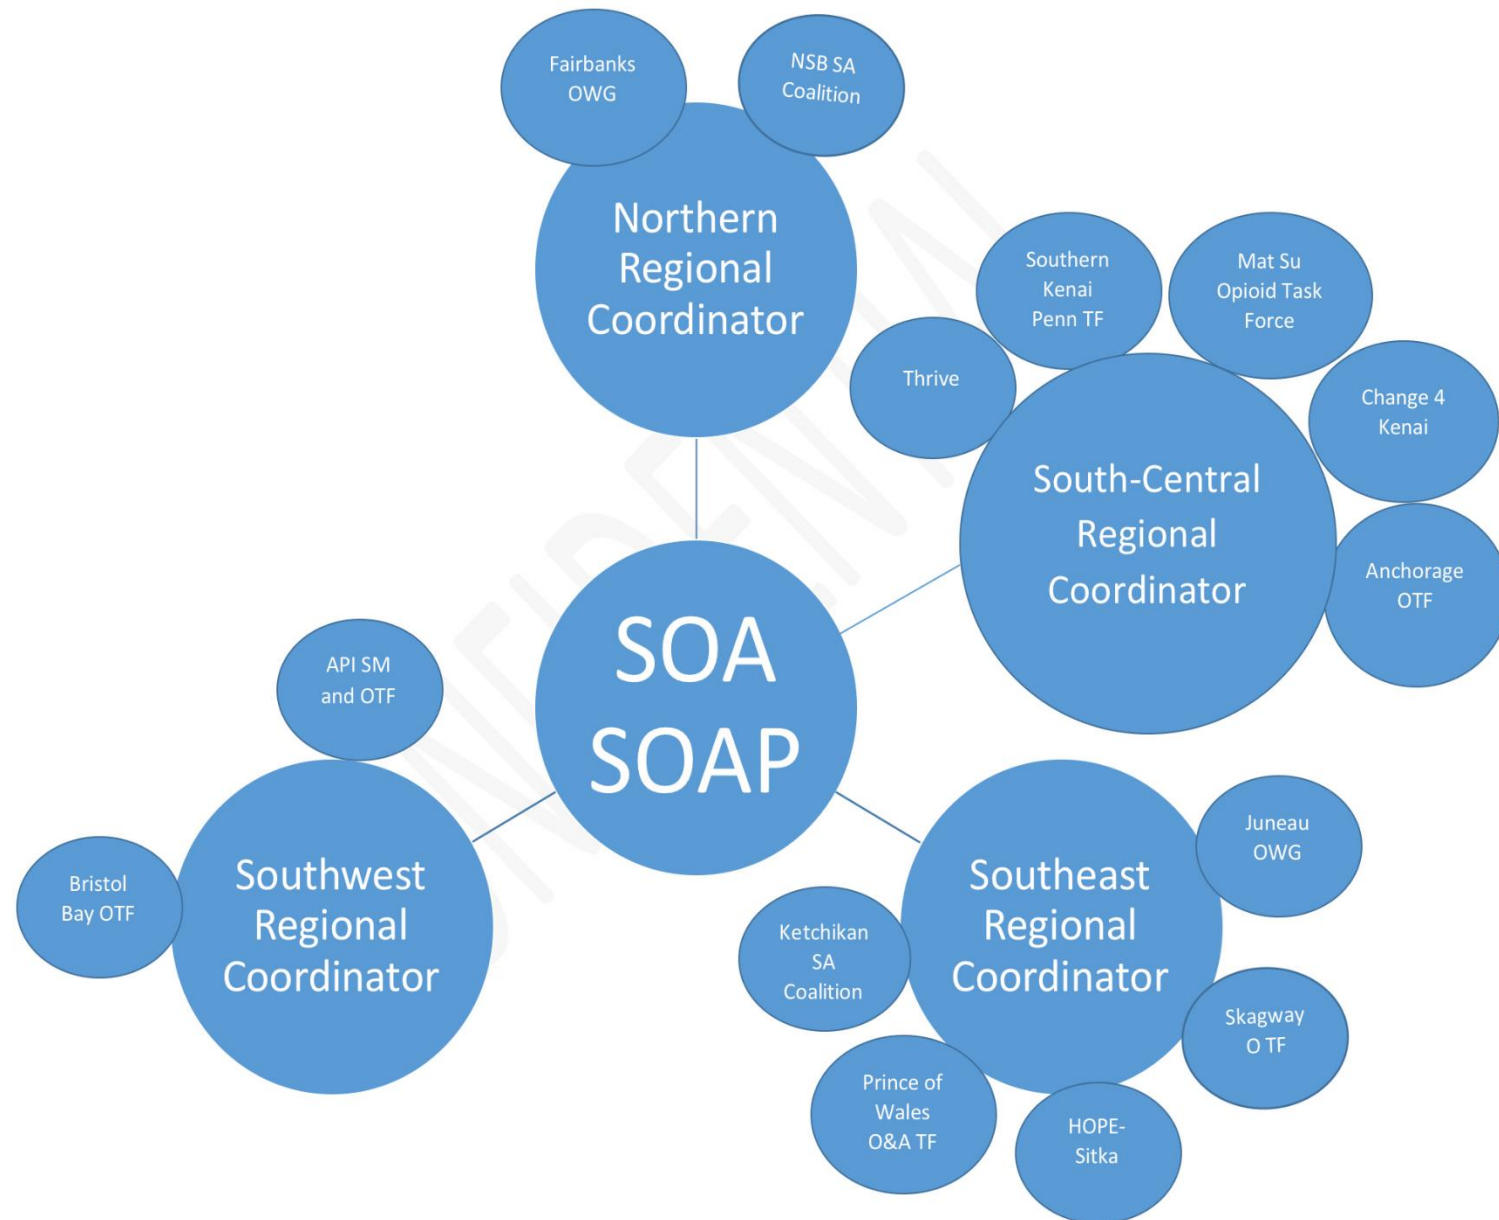 Fairbanks
OWG
NSB SA
Coalition
Northern
Regional
Coordinator
Southern
Kenai
Penn TF
Mat Su
Opioid Task
Force
Thrive
Change 4
Kenai
South-Central
Regional
Coordinator
Anchorage
OTF
SOA
SOAP
API SM
and OTF
Bristol
Bay OTF
Southwest
Regional
Coordinator
Southeast
Regional
Coordinator
Juneau
OWG
Ketchikan
SA
Coalition
Skagway
O TF
Prince of
Wales
O&A TF
HOPE-
Sitka